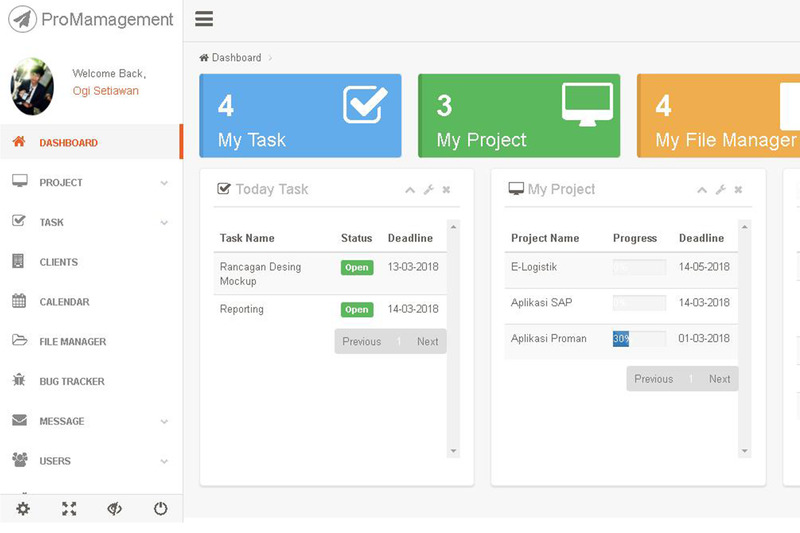 ProMamagement
Welcome Back,
Ogi Setiawan
DASHBOARD
PROJECT
TASK
CLIENTS
CALENDAR
FILE MANAGER
BUG TRACKER
MESSAGE
USERS
Dashboard
4
My Task
3
My Project
4
My File Manager
Today Task
Task Name Status Deadline
Rancagan Desing
Mockup
Open 13-03-2018
Reporting Open 14-03-2018
Previous 1 Next
My Project
Project Name Progress Deadline
E-Logistik 14-05-2018
Aplikasi SAP 14-03-2018
Aplikasi Proman 30% 01-03-2018
Previous 1 Next